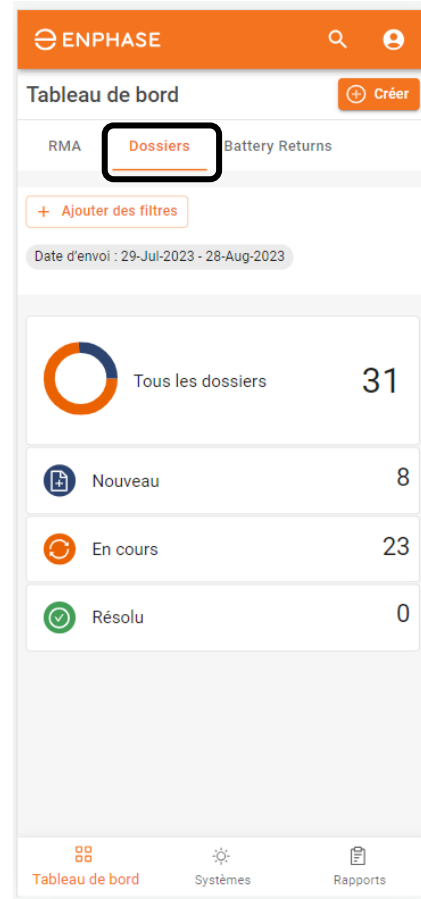 ENPHASE
Tableau de bord
Créer
RMA Dossiers Battery Returns
+ Ajouter des filtres
Date d'envoi : 29-Jul-2023 - 28-Aug-2023
Tous les dossiers 31
Nouveau 8
En cours 23
Résolu 0
Tableau de bord Systèmes Rapports